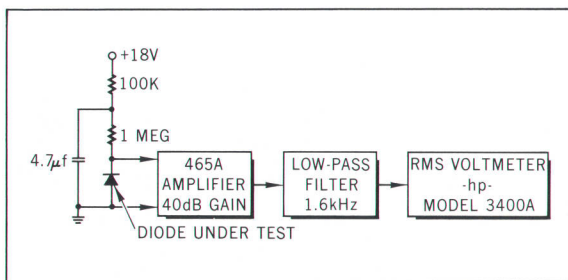 +18V
100K
1 MEG
4.7μf
465A
AMPLIFIER
40dB GAIN
LOW-PASS
FILTER
1.6kHz
RMS VOLTMETER
-hp-
MODEL 3400A
DIODE UNDER TEST